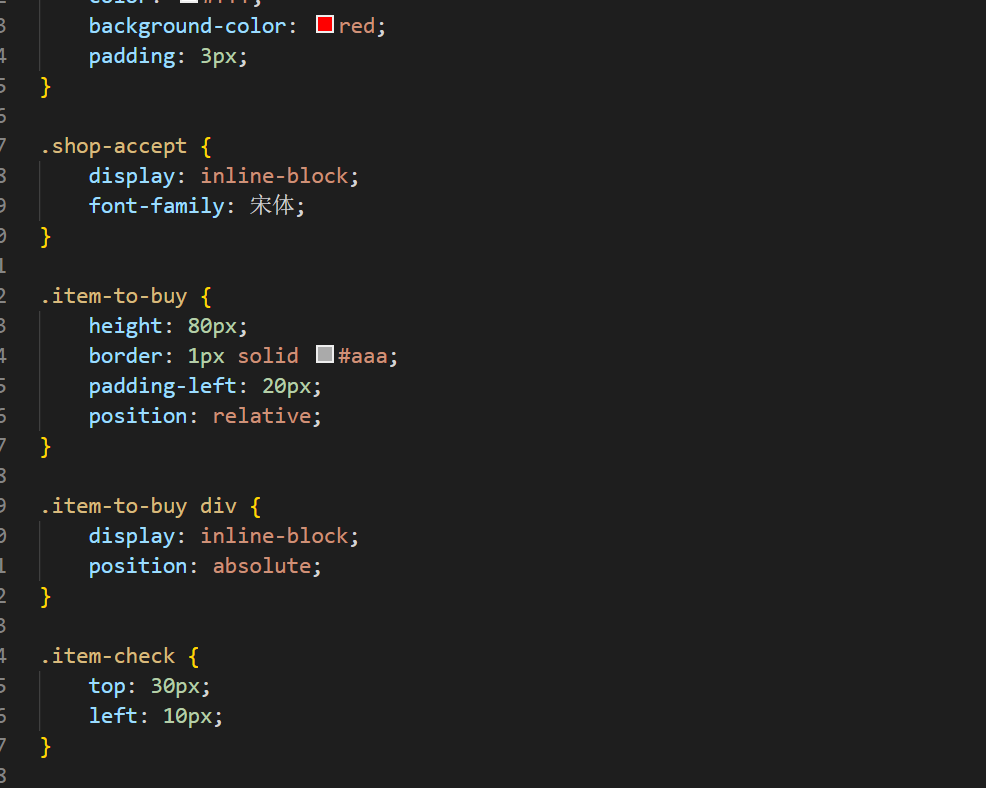 3 background-color: red;
4 padding: 3px;
5 }
6
7 .shop-accept {
8 display: inline-block;
9 font-family: 宋体;
0 }
1
2 .item-to-buy {
3 height: 80px;
4 border: 1px solid #aaa;
5 padding-left: 20px;
6 position: relative;
7 }
8
9 .item-to-buy div {
0 display: inline-block;
1 position: absolute;
2 }
3
4 .item-check {
5 top: 30px;
6 left: 10px;
7 }
8